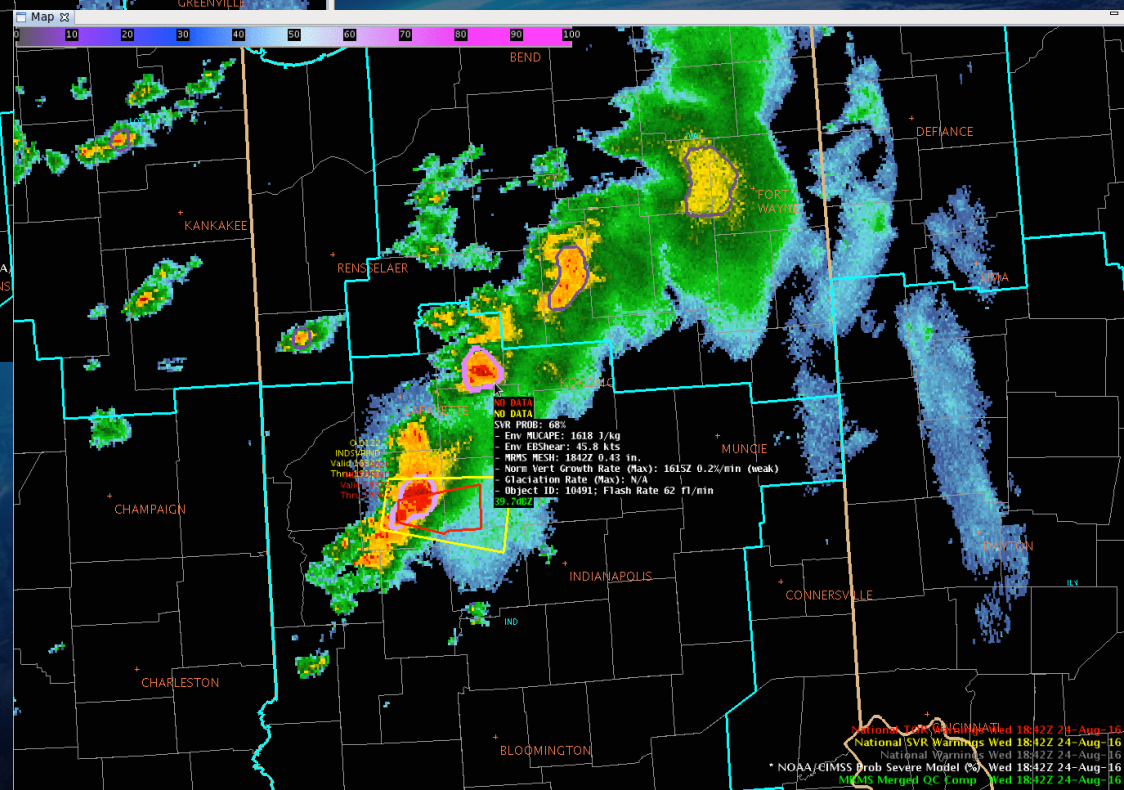 GREENVILLE
Map
0 10 20 30 40 50 60 70 80 90 100
BEND
DEFIANCE
FORT
WAYNE
KANKAKEE
RENSSELAER
LIMA
KOKOMO
LAFAYETTE
NO DATA
NO DATA
SVR PROB: 68%
- Env MUCAPE: 1618 J/kg
- Env EBShear: 45.8 kts
- MRMS MESH: 1842Z 0.43 in.
- Norm Vert Growth Rate (Max): 1615Z 0.2%/min (weak)
- Glaciation Rate (Max): N/A
- Object ID: 10491; Flash Rate 62 fl/min
39.7dBZ
MUNCIE
CHAMPAIGN
DAYTON
INDIANAPOLIS
ILN
CONNERSVILLE
IND
CHARLESTON
CINCINNATI
National TOR Warnings Wed 18:42Z 24-Aug-16
National SVR Warnings Wed 18:42Z 24-Aug-16
BLOOMINGTON
National Warnings Wed 18:42Z 24-Aug-16
* NOAA/CIMSS Prob Severe Model (%) Wed 18:42Z 24-Aug-16
MRMS Merged QC Comp Wed 18:42Z 24-Aug-16